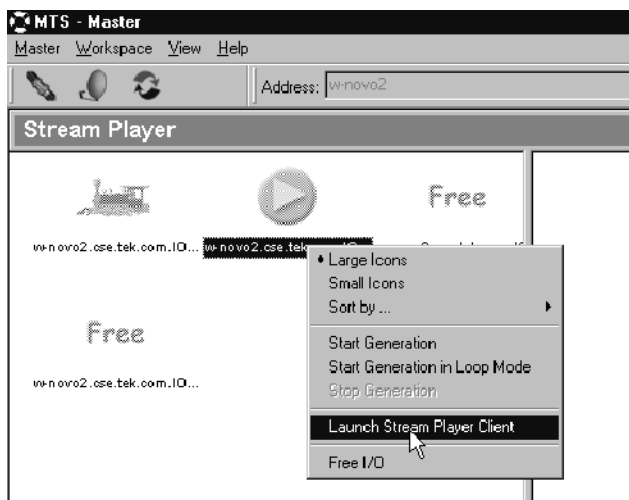 MTS - Master
Master Workspace View Help
Address: w-novo2
Stream Player
Free
w-novo2.cse.tek.com.IO... w-novo2.cse.tek.com.IO...
Large Icons
Small Icons
Sort by ...
Free
Start Generation
Start Generation in Loop Mode
w-novo2.cse.tek.com.IO...
Stop Generation
Launch Stream Player Client
Free I/O